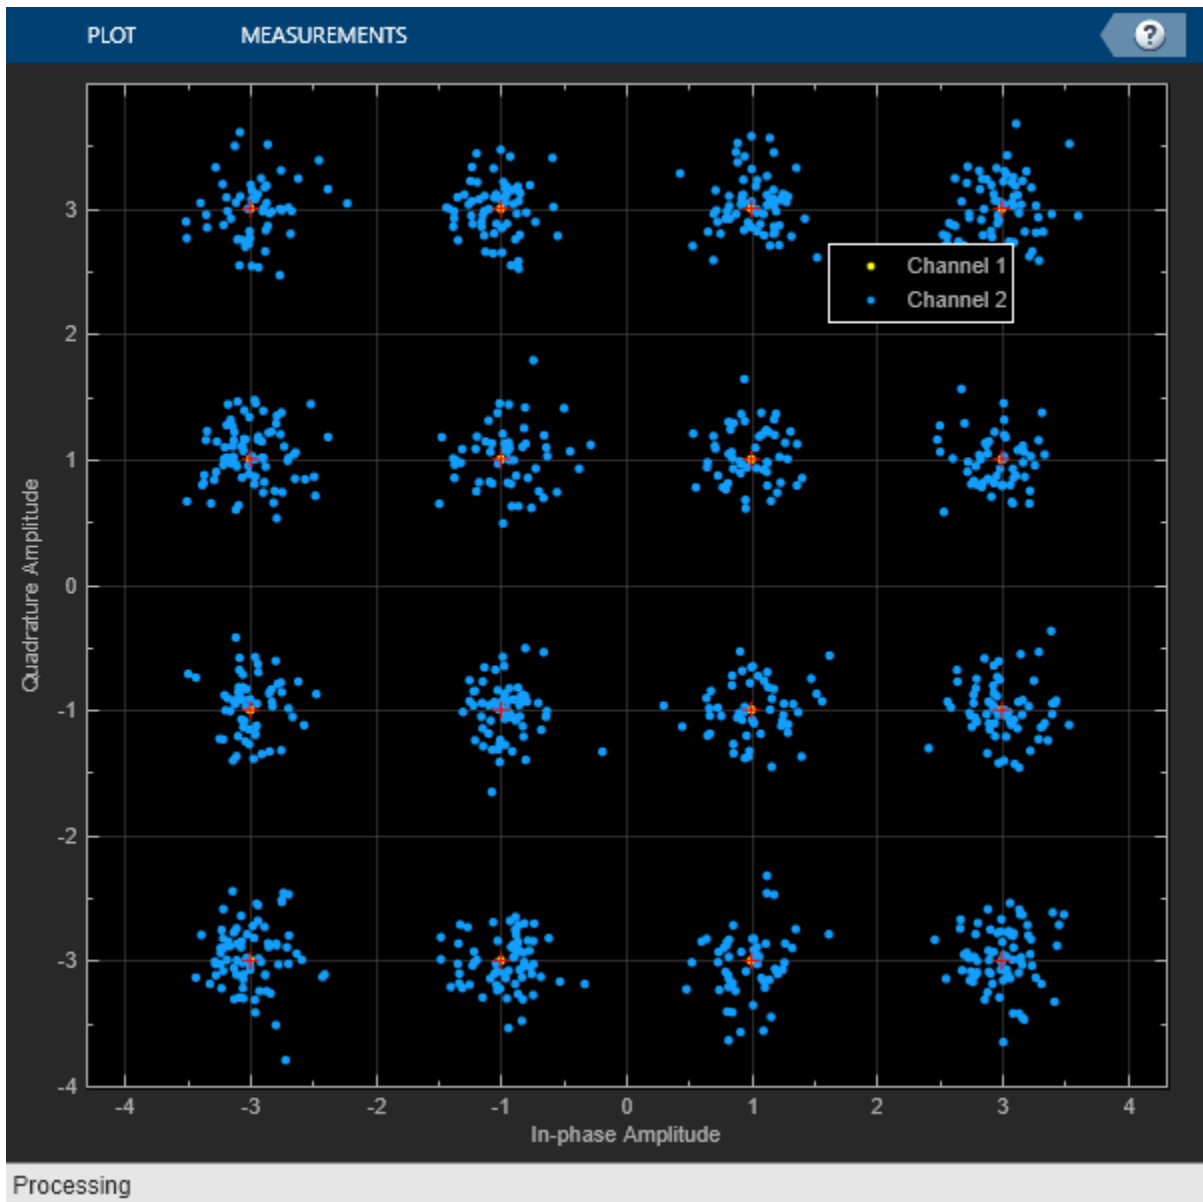 PLOT MEASUREMENTS ?
3
2
1
0
-1
-2
-3
-4
Quadrature Amplitude
Channel 1
Channel 2
-4 -3 -2 -1 0 1 2 3 4
In-phase Amplitude
Processing